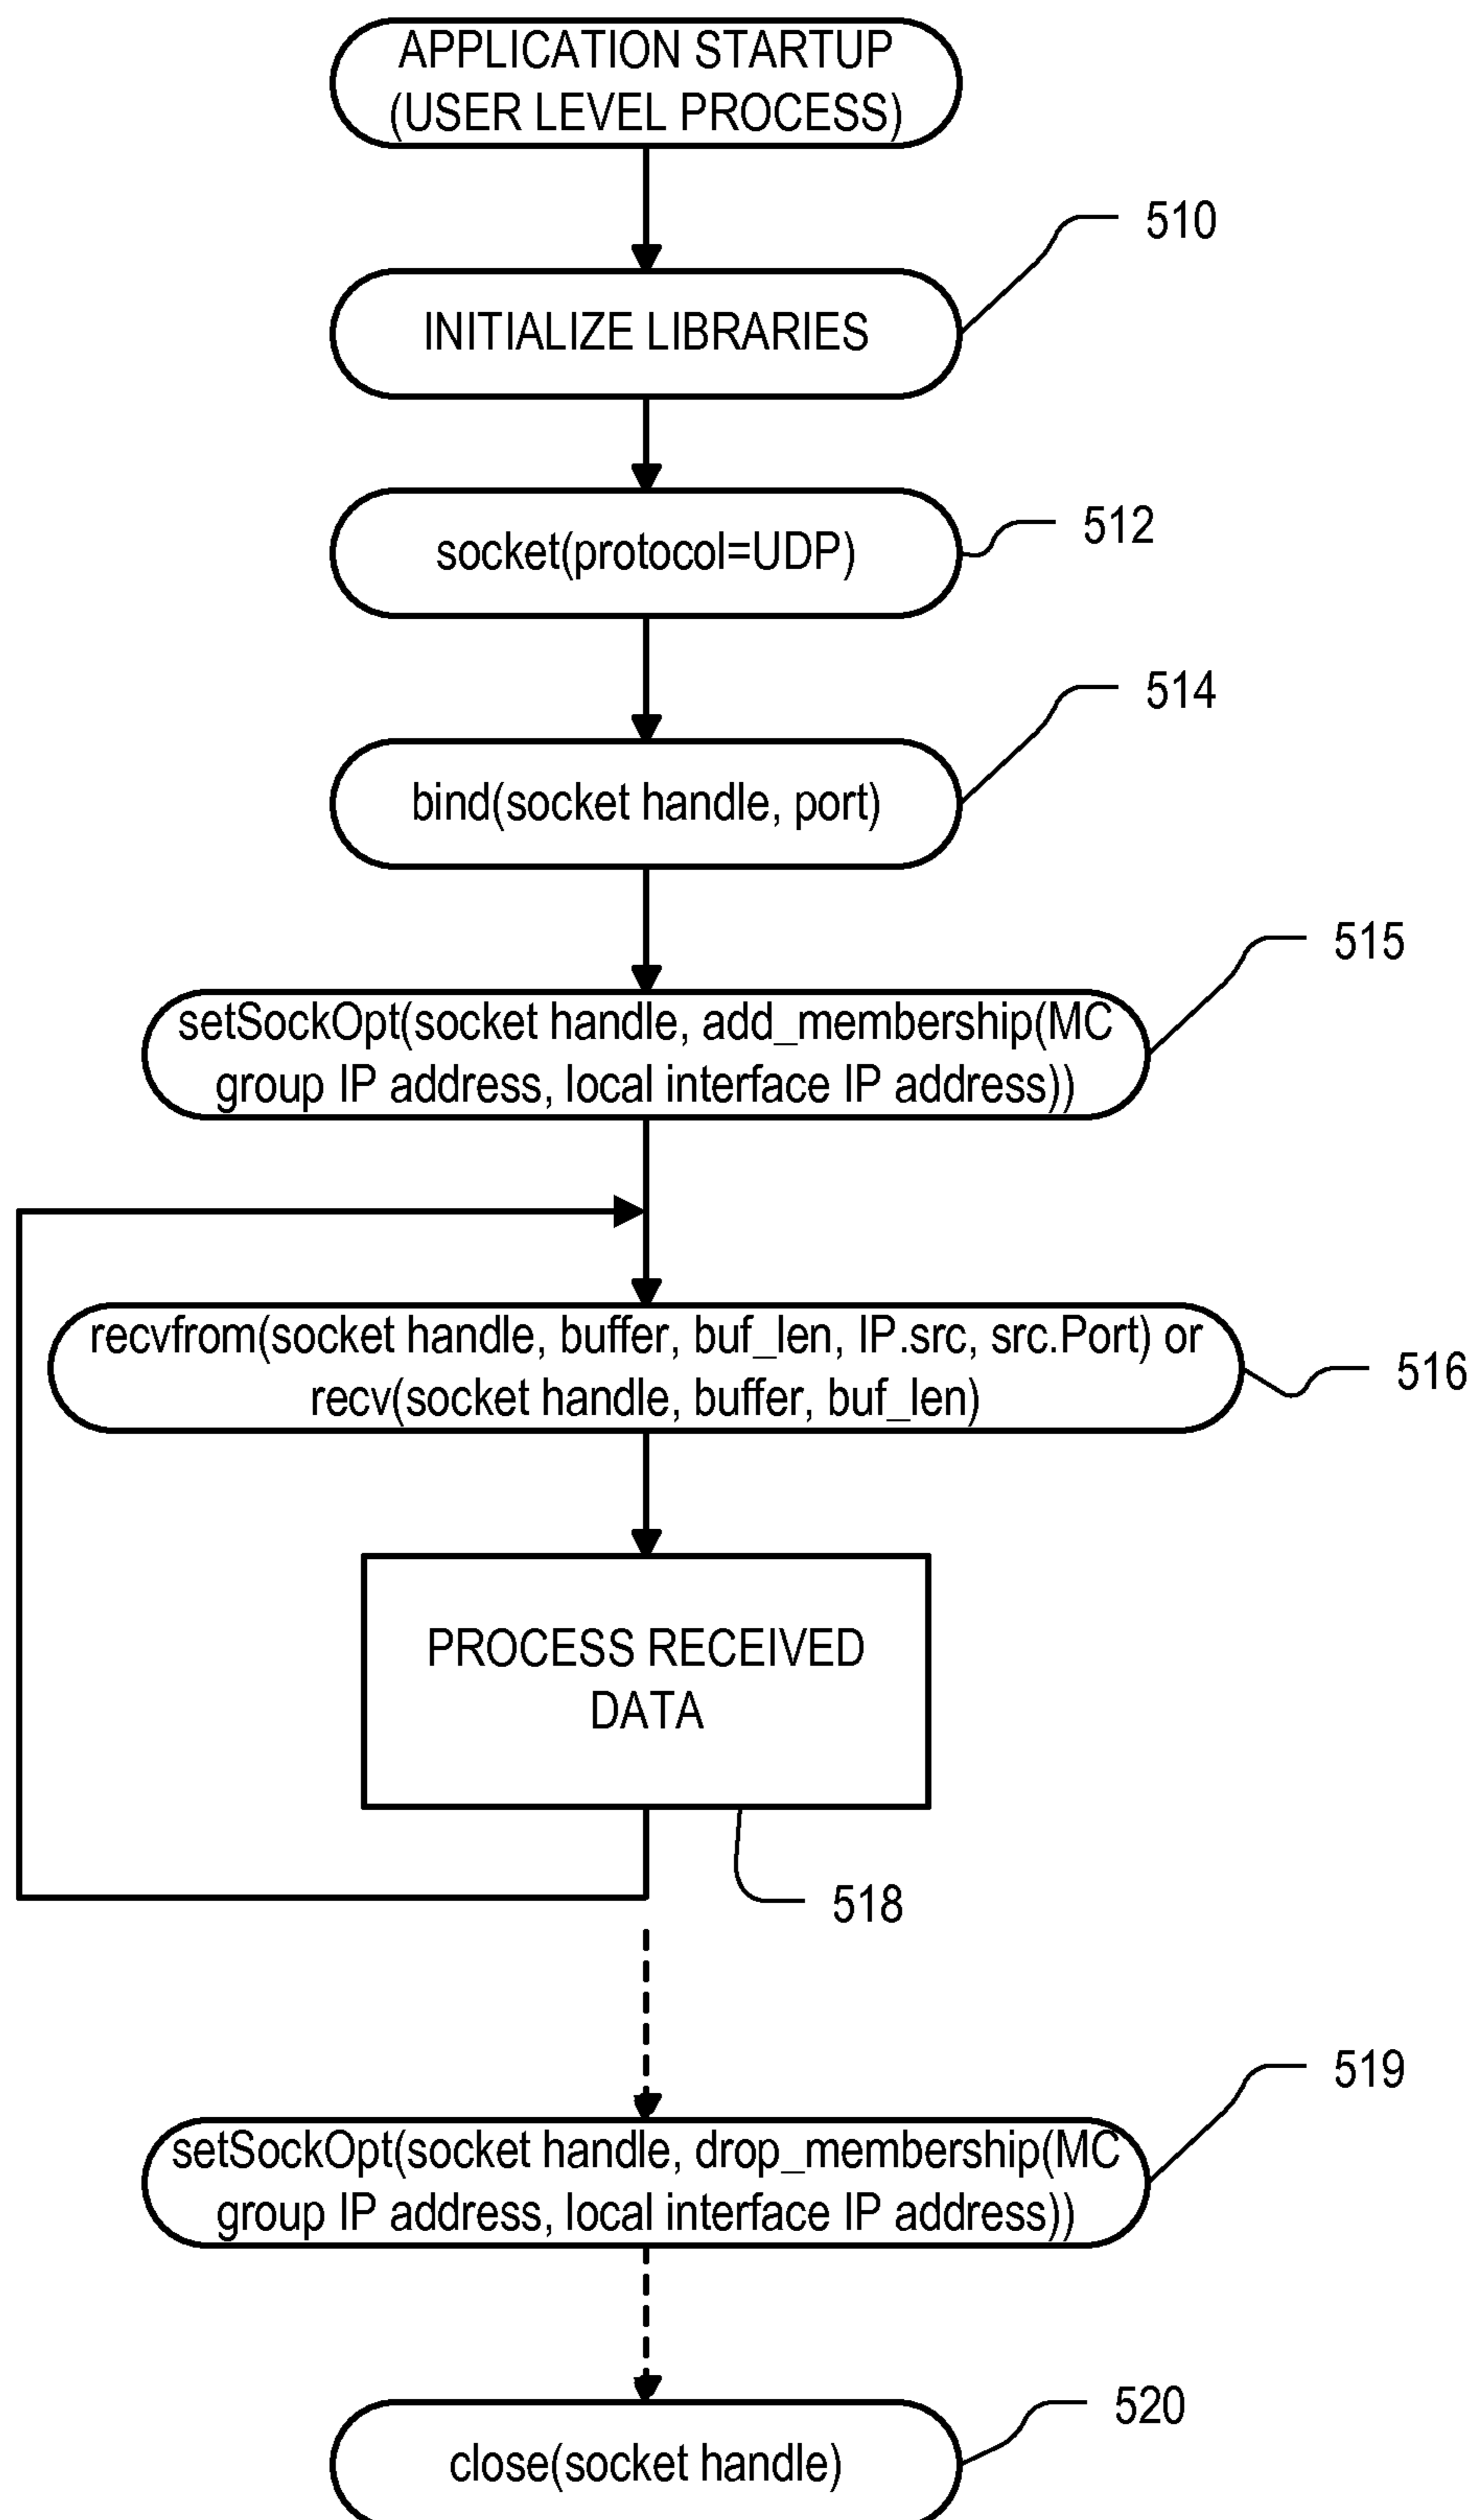 APPLICATION STARTUP
(USER LEVEL PROCESS)
510
INITIALIZE LIBRARIES
512
socket(protocol=UDP)
514
bind(socket handle, port)
515
setSockOpt(socket handle, add_membership(MC
group IP address, local interface IP address))
recvfrom(socket handle, buffer, buf_len, IP.src, src.Port) or
recv(socket handle, buffer, buf_len)
516
PROCESS RECEIVED
DATA
518
519
setSockOpt(socket handle, drop_membership(MC
group IP address, local interface IP address))
520
close(socket handle)